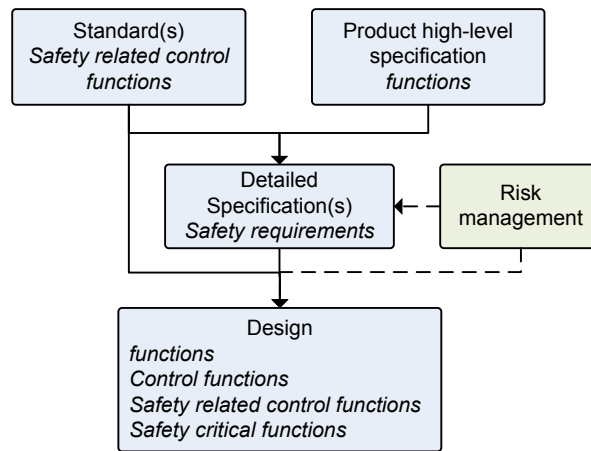 Standard(s)
Safety related control
functions
Product high-level
specification
functions
Detailed
Specification(s)
Safety requirements
Risk
management
Design
functions
Control functions
Safety related control functions
Safety critical functions